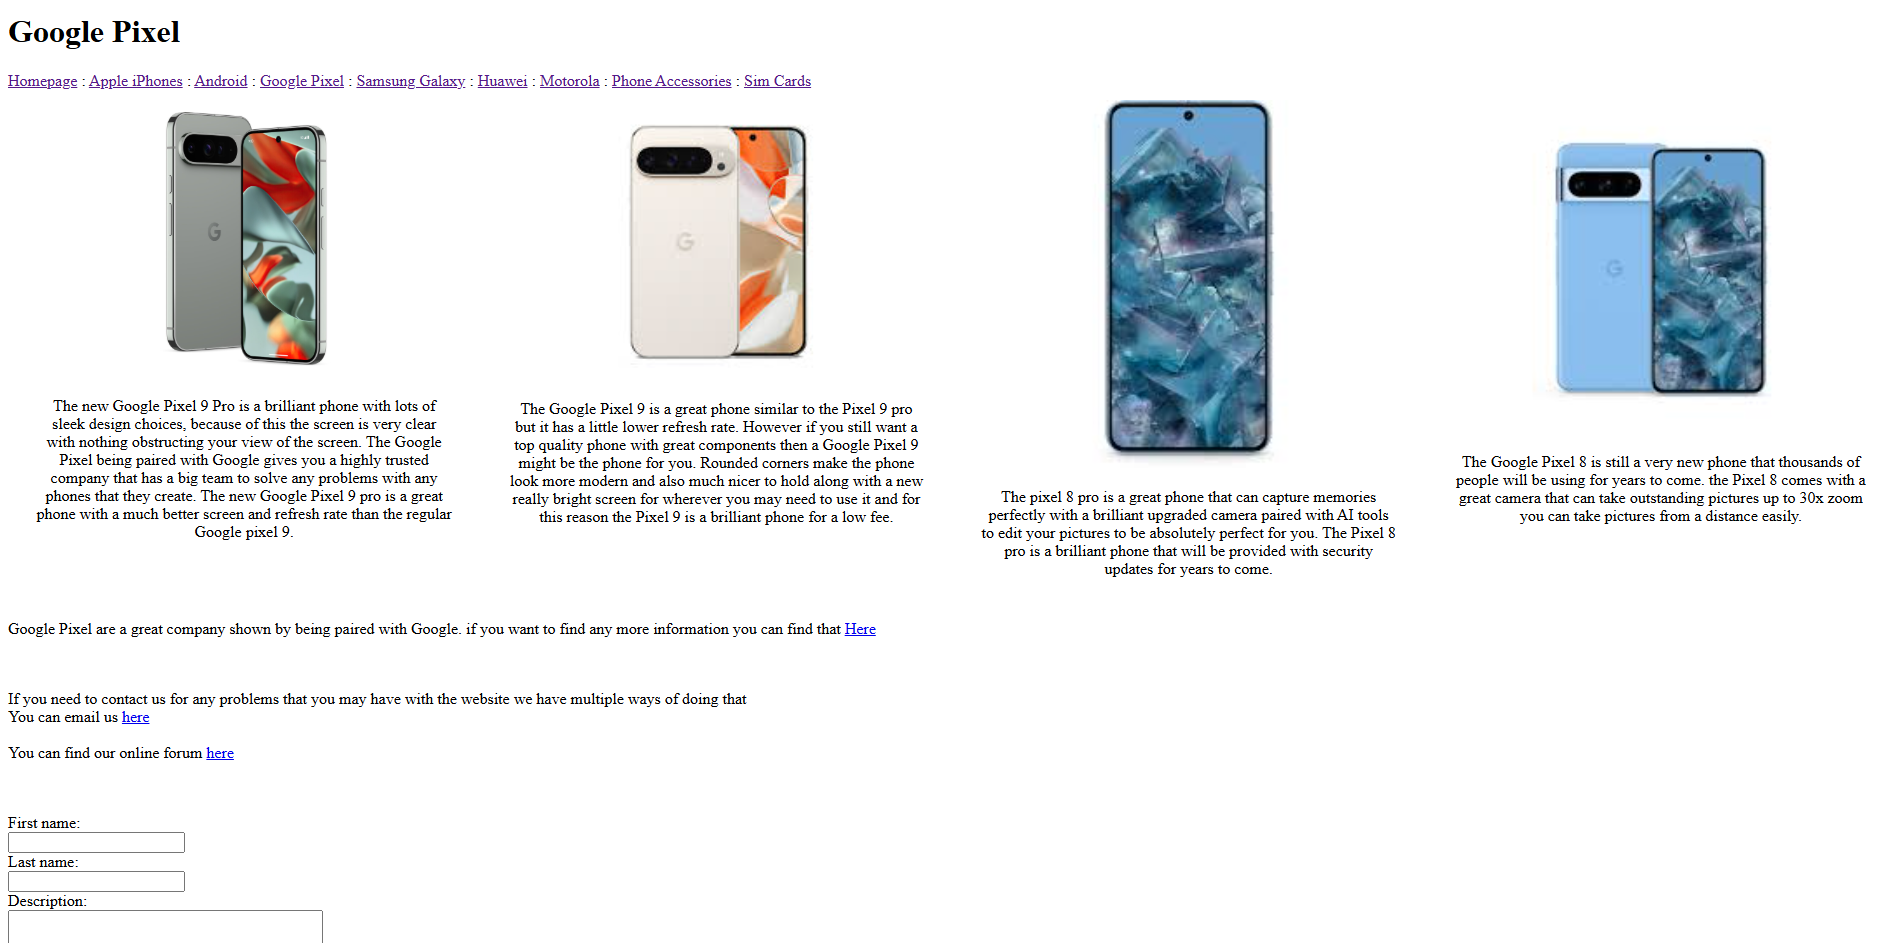 Google Pixel
Homepage : Apple iPhones : Android : Google Pixel : Samsung Galaxy : Huawei : Motorola : Phone Accessories : Sim Cards
The new Google Pixel 9 Pro is a brilliant phone with lots of
sleek design choices, because of this the screen is very clear
with nothing obstructing your view of the screen. The Google
Pixel being paired with Google gives you a highly trusted
company that has a big team to solve any problems with any
phones that they create. The new Google Pixel 9 pro is a great
phone with a much better screen and refresh rate than the regular
Google pixel 9.
The Google Pixel 9 is a great phone similar to the Pixel 9 pro
but it has a little lower refresh rate. However if you still want a
top quality phone with great components then a Google Pixel 9
might be the phone for you. Rounded corners make the phone
look more modern and also much nicer to hold along with a new
really bright screen for wherever you may need to use it and for
this reason the Pixel 9 is a brilliant phone for a low fee.
The pixel 8 pro is a great phone that can capture memories
perfectly with a brilliant upgraded camera paired with AI tools
to edit your pictures to be absolutely perfect for you. The Pixel 8
pro is a brilliant phone that will be provided with security
updates for years to come.
The Google Pixel 8 is still a very new phone that thousands of
people will be using for years to come. the Pixel 8 comes with a
great camera that can take outstanding pictures up to 30x zoom
you can take pictures from a distance easily.
Google Pixel are a great company shown by being paired with Google. if you want to find any more information you can find that Here
If you need to contact us for any problems that you may have with the website we have multiple ways of doing that
You can email us here
You can find our online forum here
First name:
Last name:
Description: